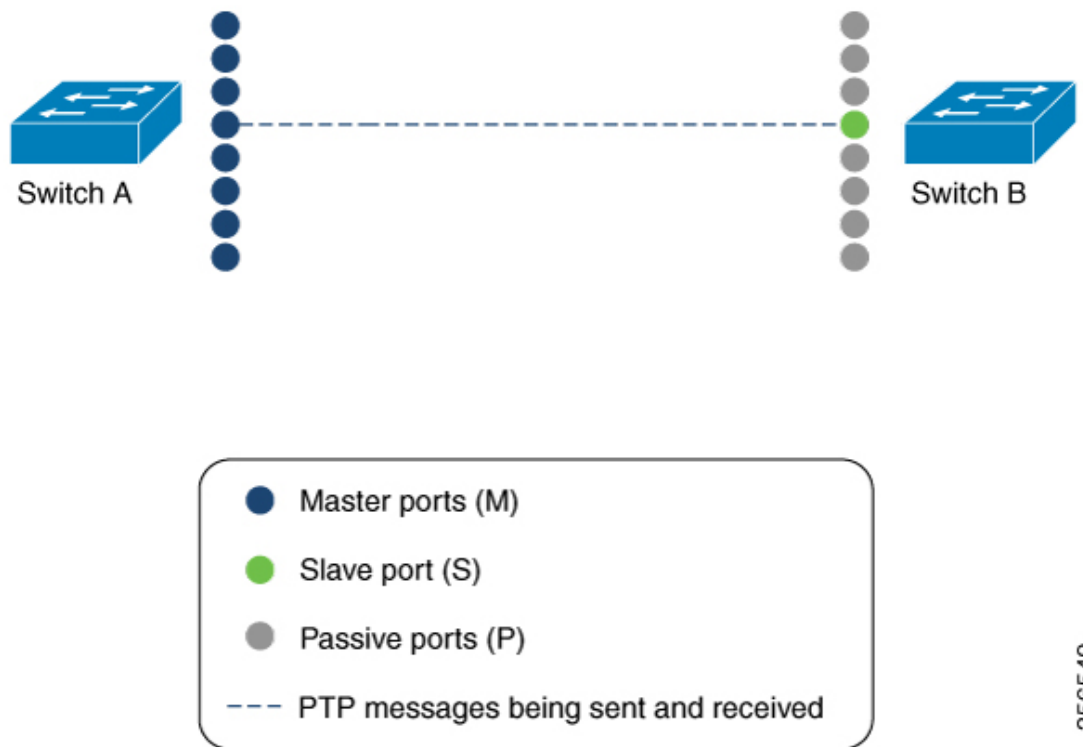 Switch A
Switch B
Master ports (M)
Slave port (S)
Passive ports (P)
PTP messages being sent and received